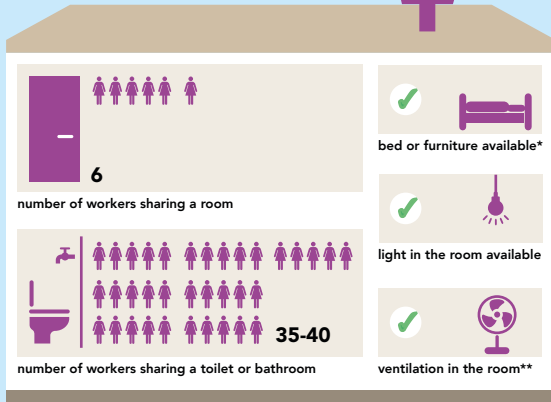 6
number of workers sharing a room
bed or furniture available*
light in the room available
35-40
number of workers sharing a toilet or bathroom
ventilation in the room**